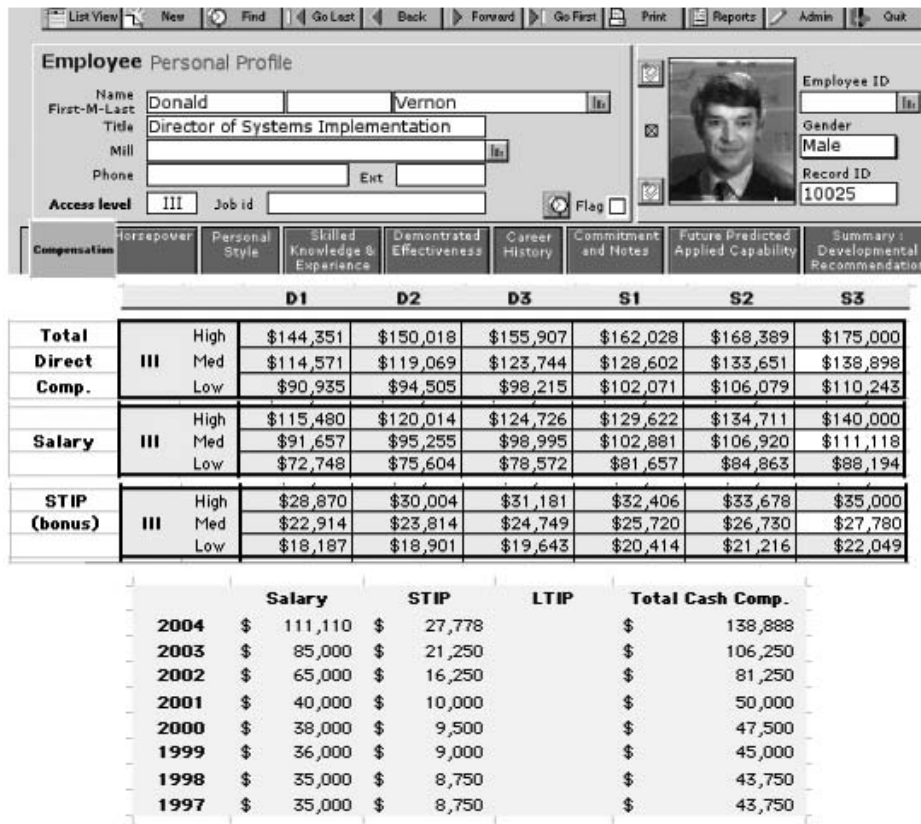 List View New Find Go Last Back Forward Go First Print Reports Admin Quit
Employee Personal Profile
Name
First-M-Last Donald Vernon
Title Director of Systems Implementation
Mill
Phone Ext
Access level III Job id Flag
Employee ID
Gender
Male
Record ID
10025
Compensation Horsepower Personal Style Skilled Knowledge & Experience Demontrated Effectiveness Career History Commitment and Notes Future Predicted Applied Capability Summary : Developmental Recommendatio
D1 D2 D3 S1 S2 S3
Total High $144,351 $150,018 $155,907 $162,028 $168,389 $175,000
Direct III Med $114,571 $119,069 $123,744 $128,602 $133,651 $138,898
Comp. Low $90,935 $94,505 $98,215 $102,071 $106,079 $110,243
High $115,480 $120,014 $124,726 $129,622 $134,711 $140,000
Salary III Med $91,657 $95,255 $98,995 $102,881 $106,920 $111,118
Low $72,748 $75,604 $78,572 $81,657 $84,863 $88,194
STIP High $28,870 $30,004 $31,181 $32,406 $33,678 $35,000
(bonus) III Med $22,914 $23,814 $24,749 $25,720 $26,730 $27,780
Low $18,187 $18,901 $19,643 $20,414 $21,216 $22,049
Salary STIP LTIP Total Cash Comp.
2004 $ 111,110 $ 27,778 $ 138,888
2003 $ 85,000 $ 21,250 $ 106,250
2002 $ 65,000 $ 16,250 $ 81,250
2001 $ 40,000 $ 10,000 $ 50,000
2000 $ 38,000 $ 9,500 $ 47,500
1999 $ 36,000 $ 9,000 $ 45,000
1998 $ 35,000 $ 8,750 $ 43,750
1997 $ 35,000 $ 8,750 $ 43,750